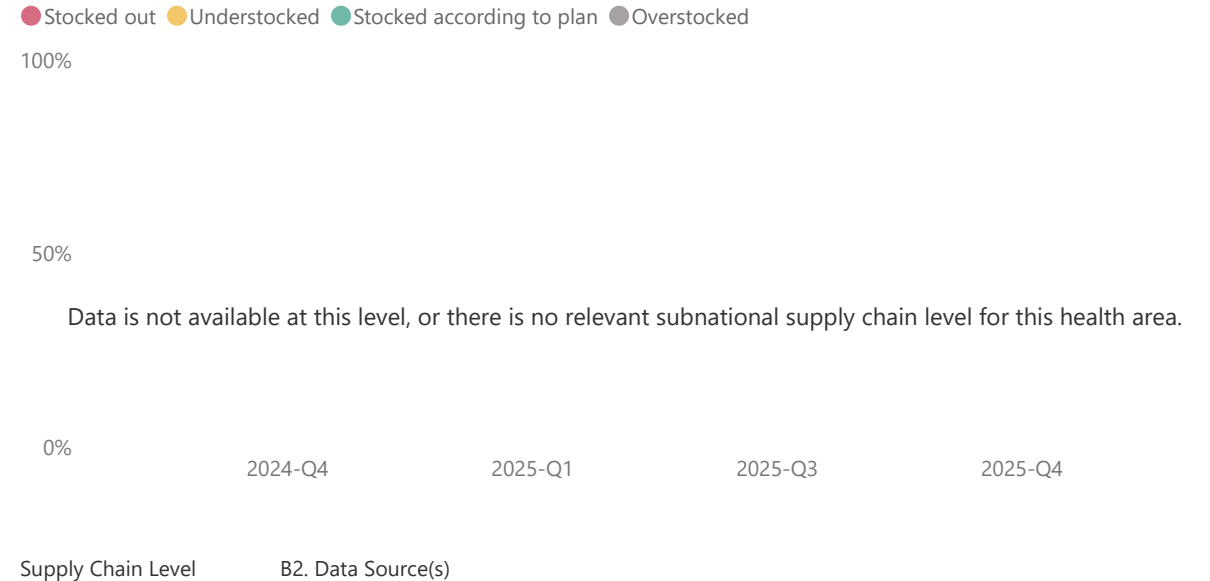 Stocked out Understocked Stocked according to plan Overstocked
100%
50%
Data is not available at this level, or there is no relevant subnational supply chain level for this health area.
0%
2024-Q4 2025-Q1 2025-Q3 2025-Q4
Supply Chain Level B2. Data Source(s)